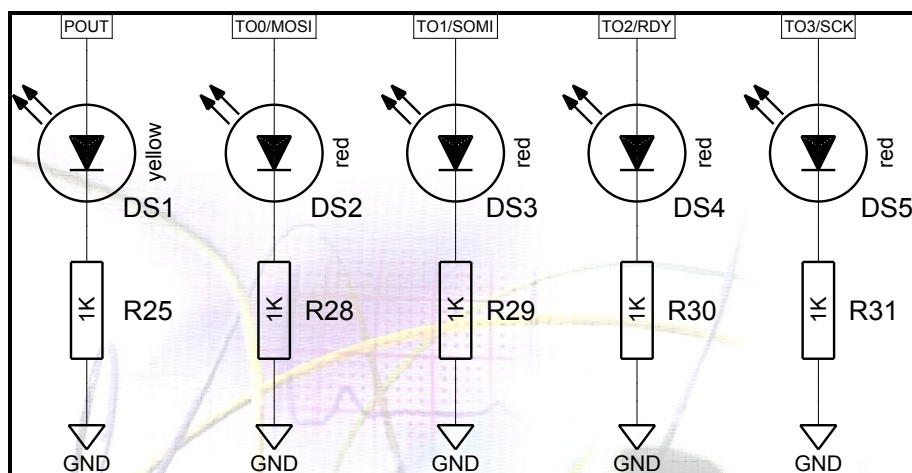 POUT TO0/MOSI TO1/SOMI TO2/RDY TO3/SCK
yellow red red red red
DS1 DS2 DS3 DS4 DS5
1K R25 1K R28 1K R29 1K R30 1K R31
GND GND GND GND GND